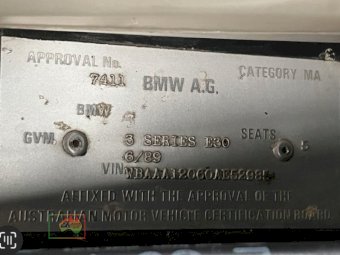 APPROVAL No. 7411 BMW A.G. CATEGORY MA
BMW
GVM 3 SERIES E30 SEATS 5
6/89
VIN
AFFIXED WITH THE APPROVAL OF THE
AUSTRALIAN MOTOR VEHICLE CERTIFICATION BOARD.